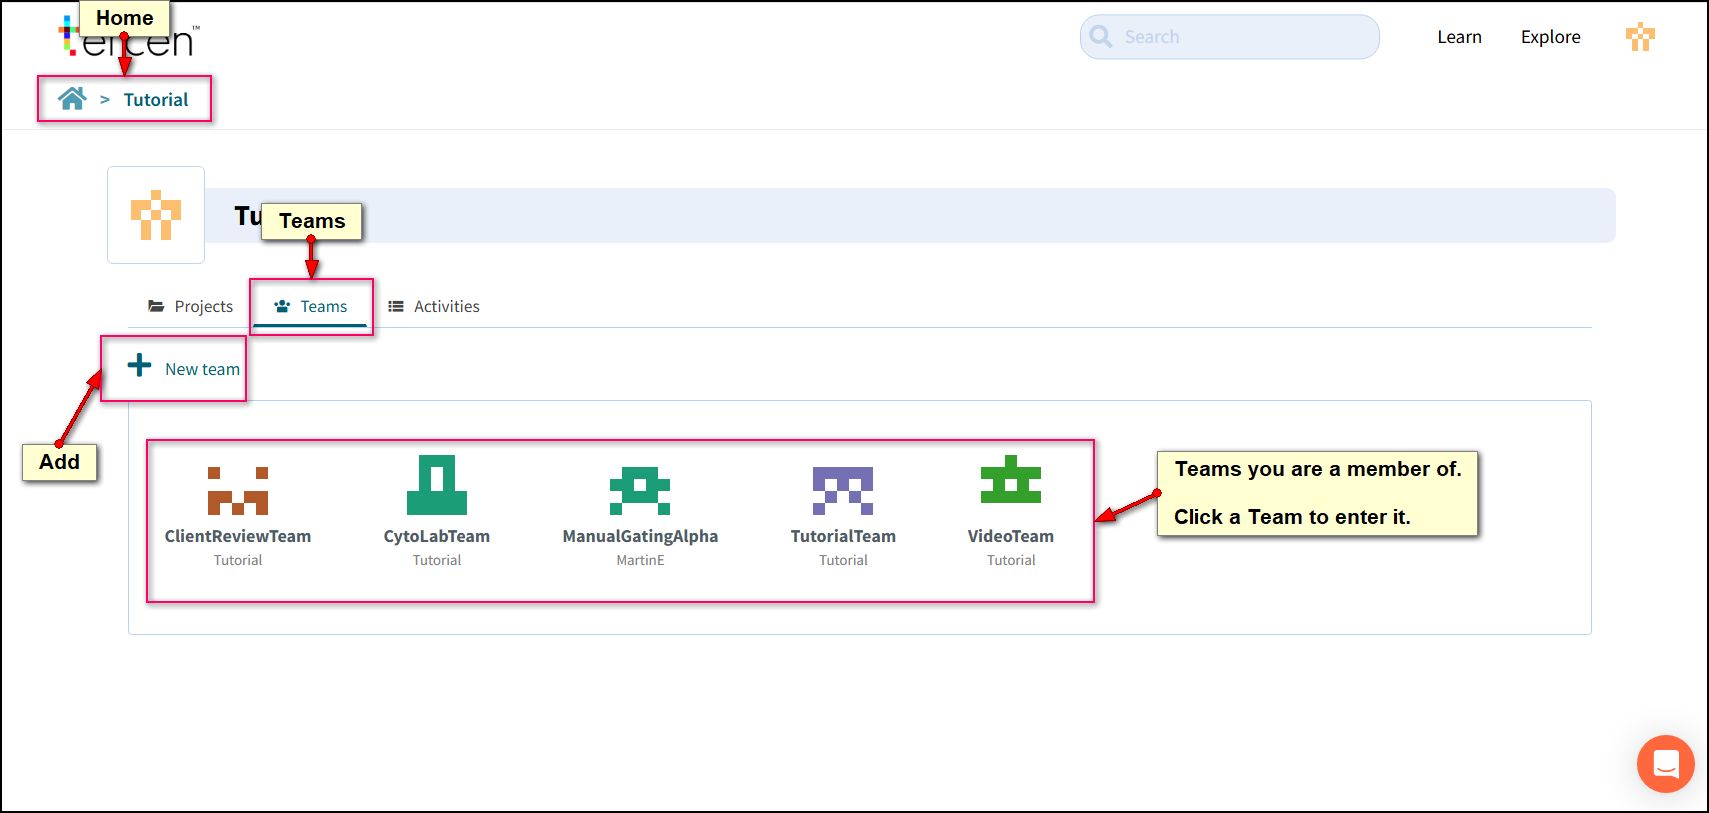 Home
tercen™
Search
Learn
Explore
> Tutorial
Tu
Teams
Projects
Teams
Activities
New team
Add
ClientReviewTeam
Tutorial
CytoLabTeam
Tutorial
ManualGatingAlpha
MartinE
TutorialTeam
Tutorial
VideoTeam
Tutorial
Teams you are a member of.
Click a Team to enter it.